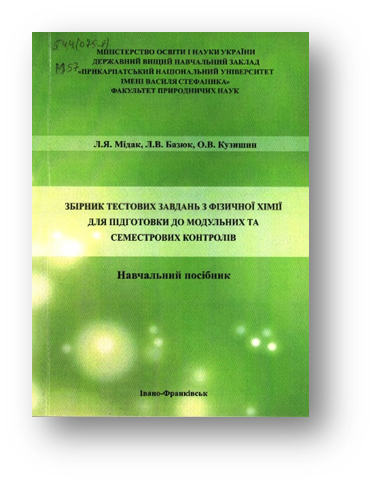 544(075.8)
М57
МІНІСТЕРСТВО ОСВІТИ І НАУКИ УКРАЇНИ
ДЕРЖАВНИЙ ВИЩИЙ НАВЧАЛЬНИЙ ЗАКЛАД
«ПРИКАРПАТСЬКИЙ НАЦІОНАЛЬНИЙ УНІВЕРСИТЕТ
ІМЕНІ ВАСИЛЯ СТЕФАНИКА»
ФАКУЛЬТЕТ ПРИРОДНИЧИХ НАУК
Л.Я. Мідак, Л.В. Базюк, О.В. Кузишин
ЗБІРНИК ТЕСТОВИХ ЗАВДАНЬ З ФІЗИЧНОЇ ХІМІЇ
ДЛЯ ПІДГОТОВКИ ДО МОДУЛЬНИХ ТА
СЕМЕСТРОВИХ КОНТРОЛІВ
Навчальний посібник
Івано-Франківськ